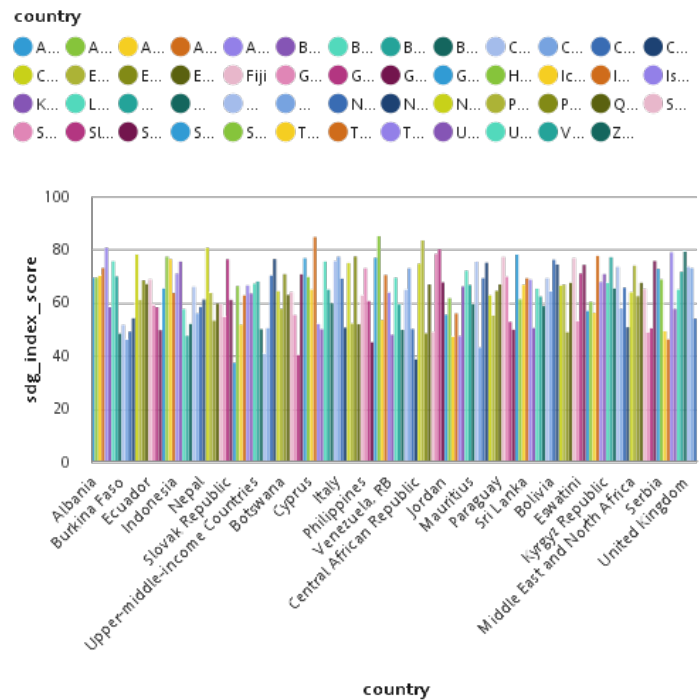 country
A... A... A... A... A... B... B... B... B... C... C... C... C...
C... E... E... E... Fiji G... G... G... G... H... Ic... I... Is...
K... L... ... ... ... ... N... N... N... P... P... Q... S...
S... Sl... S... S... S... T... T... T... U... U... V... Z...
100
80
60
40
20
0
sdg_index_score
Albania
Burkina Faso
Ecuador
Indonesia
Nepal
Slovak Republic
Upper-middle-income Countries
Botswana
Cyprus
Italy
Philippines
Venezuela, RB
Central African Republic
Jordan
Mauritius
Paraguay
Sri Lanka
Bolivia
Eswatini
Kyrgyz Republic
Middle East and North Africa
Serbia
United Kingdom
country